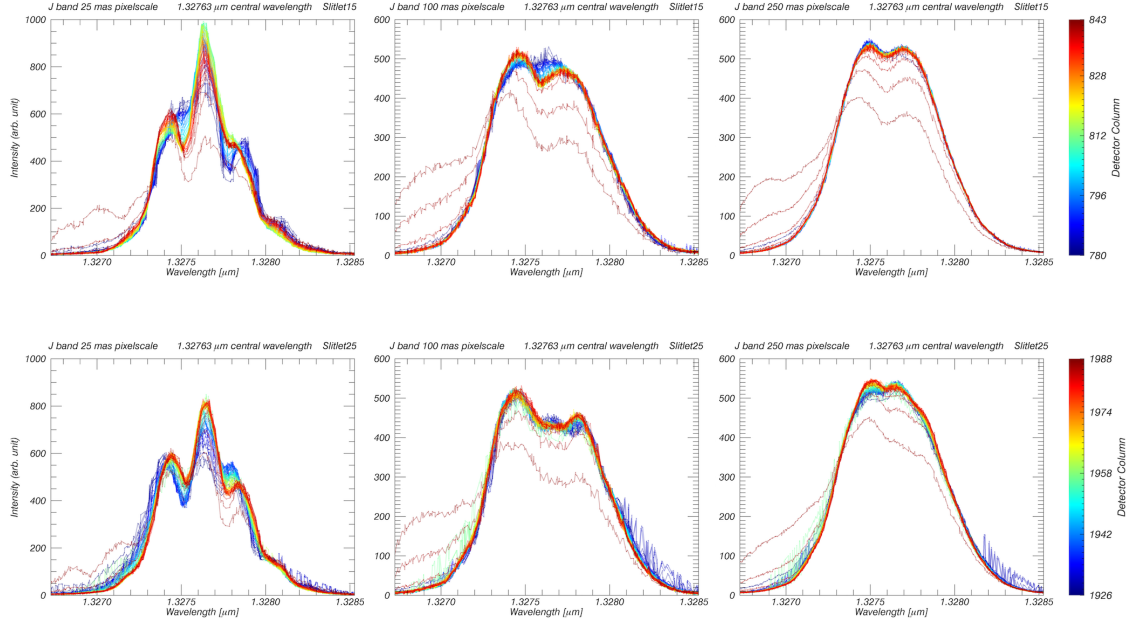 J band 25 mas pixelscale 1.32763 μm central wavelength Slitlet15
J band 100 mas pixelscale 1.32763 μm central wavelength Slitlet15
J band 250 mas pixelscale 1.32763 μm central wavelength Slitlet15
1000
800
600
400
200
0
Intensity (arb. unit)
1.3270 1.3275 1.3280 1.3285
Wavelength [μm]
600
500
400
300
200
100
0
1.3270 1.3275 1.3280 1.3285
Wavelength [μm]
600
500
400
300
200
100
0
1.3270 1.3275 1.3280 1.3285
Wavelength [μm]
843
828
812
796
780
Detector Column
J band 25 mas pixelscale 1.32763 μm central wavelength Slitlet25
J band 100 mas pixelscale 1.32763 μm central wavelength Slitlet25
J band 250 mas pixelscale 1.32763 μm central wavelength Slitlet25
1000
800
600
400
200
0
Intensity (arb. unit)
1.3270 1.3275 1.3280 1.3285
Wavelength [μm]
600
500
400
300
200
100
0
1.3270 1.3275 1.3280 1.3285
Wavelength [μm]
600
500
400
300
200
100
0
1.3270 1.3275 1.3280 1.3285
Wavelength [μm]
1988
1974
1958
1942
1926
Detector Column